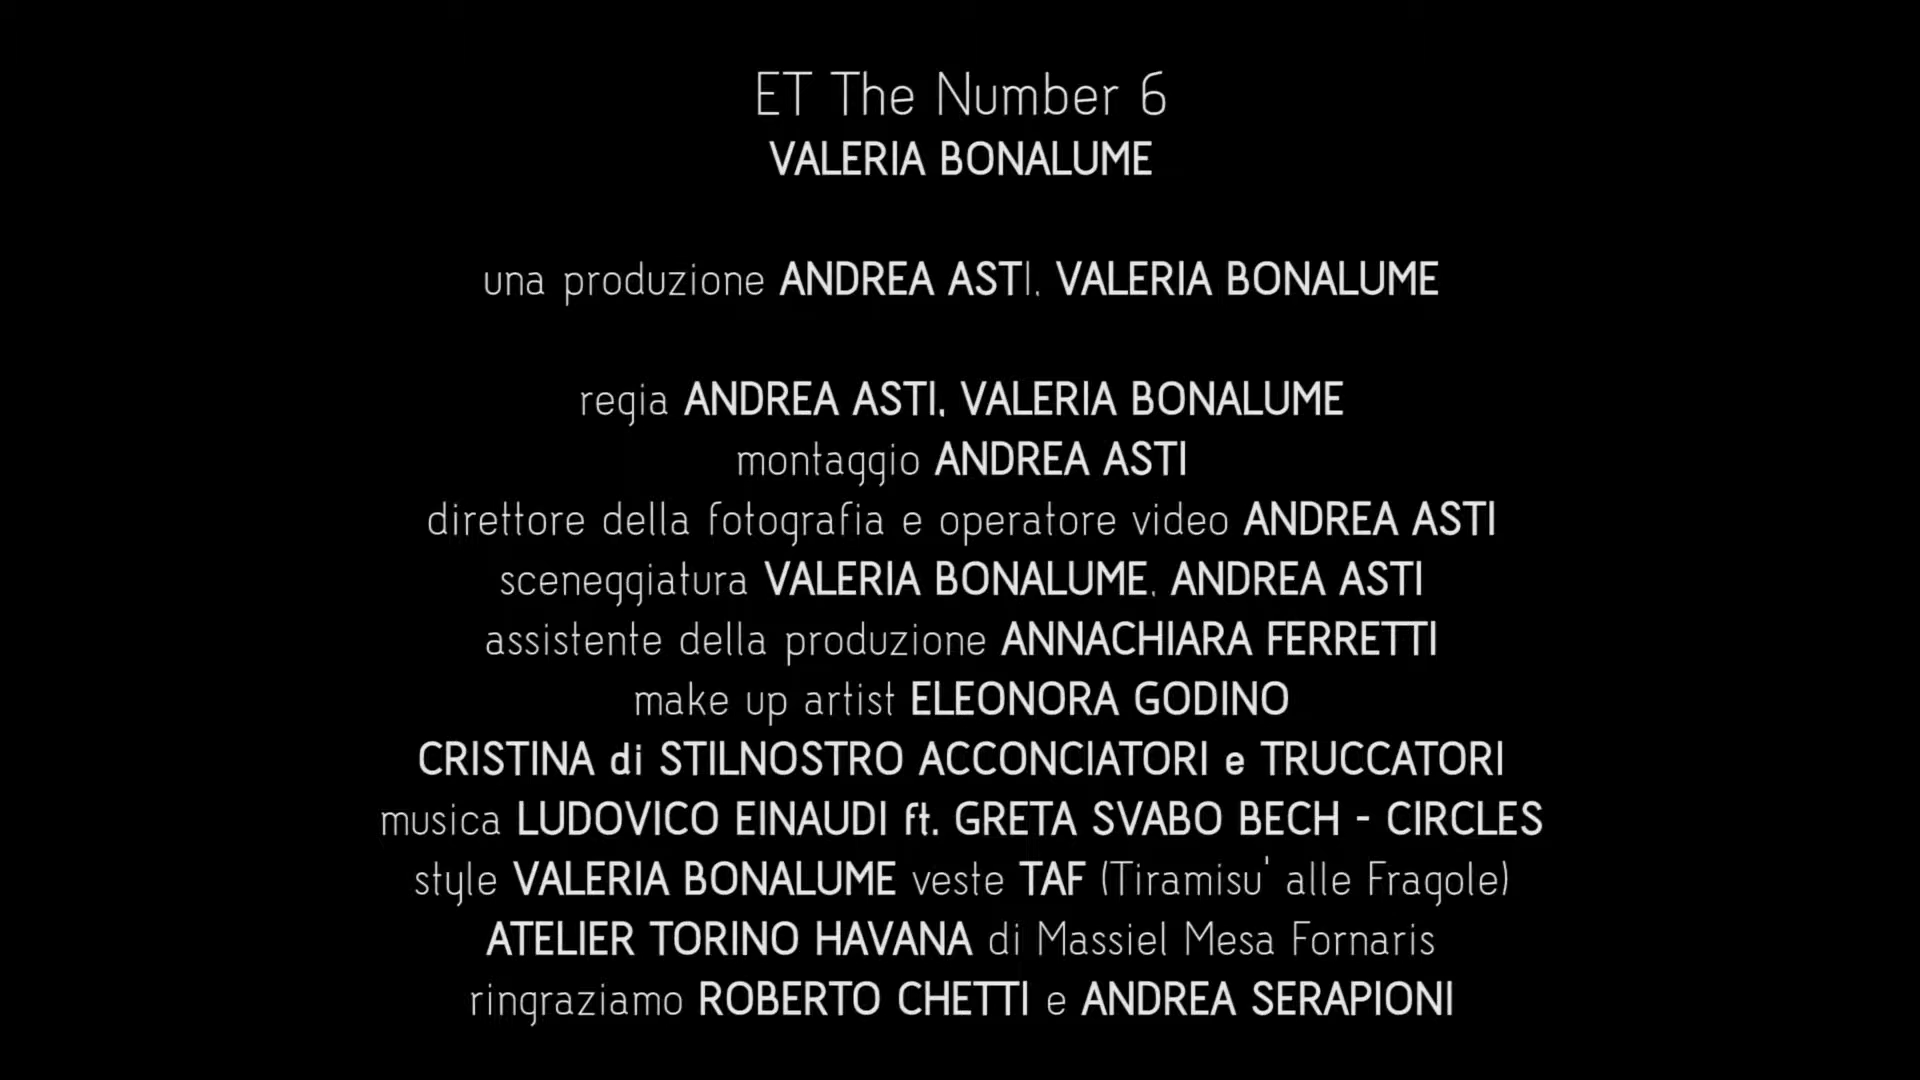 ET The Number 6
VALERIA BONALUME
una produzione ANDREA ASTI, VALERIA BONALUME
regia ANDREA ASTI, VALERIA BONALUME
montaggio ANDREA ASTI
direttore della fotografia e operatore video ANDREA ASTI
sceneggiatura VALERIA BONALUME, ANDREA ASTI
assistente della produzione ANNACHIARA FERRETTI
make up artist ELEONORA GODINO
CRISTINA di STILNOSTRO ACCONCIATORI e TRUCCATORI
musica LUDOVICO EINAUDI ft. GRETA SVABO BECH - CIRCLES
style VALERIA BONALUME veste TAF (Tiramisu' alle Fragole)
ATELIER TORINO HAVANA di Massiel Mesa Fornaris
ringraziamo ROBERTO CHETTI e ANDREA SERAPIONI